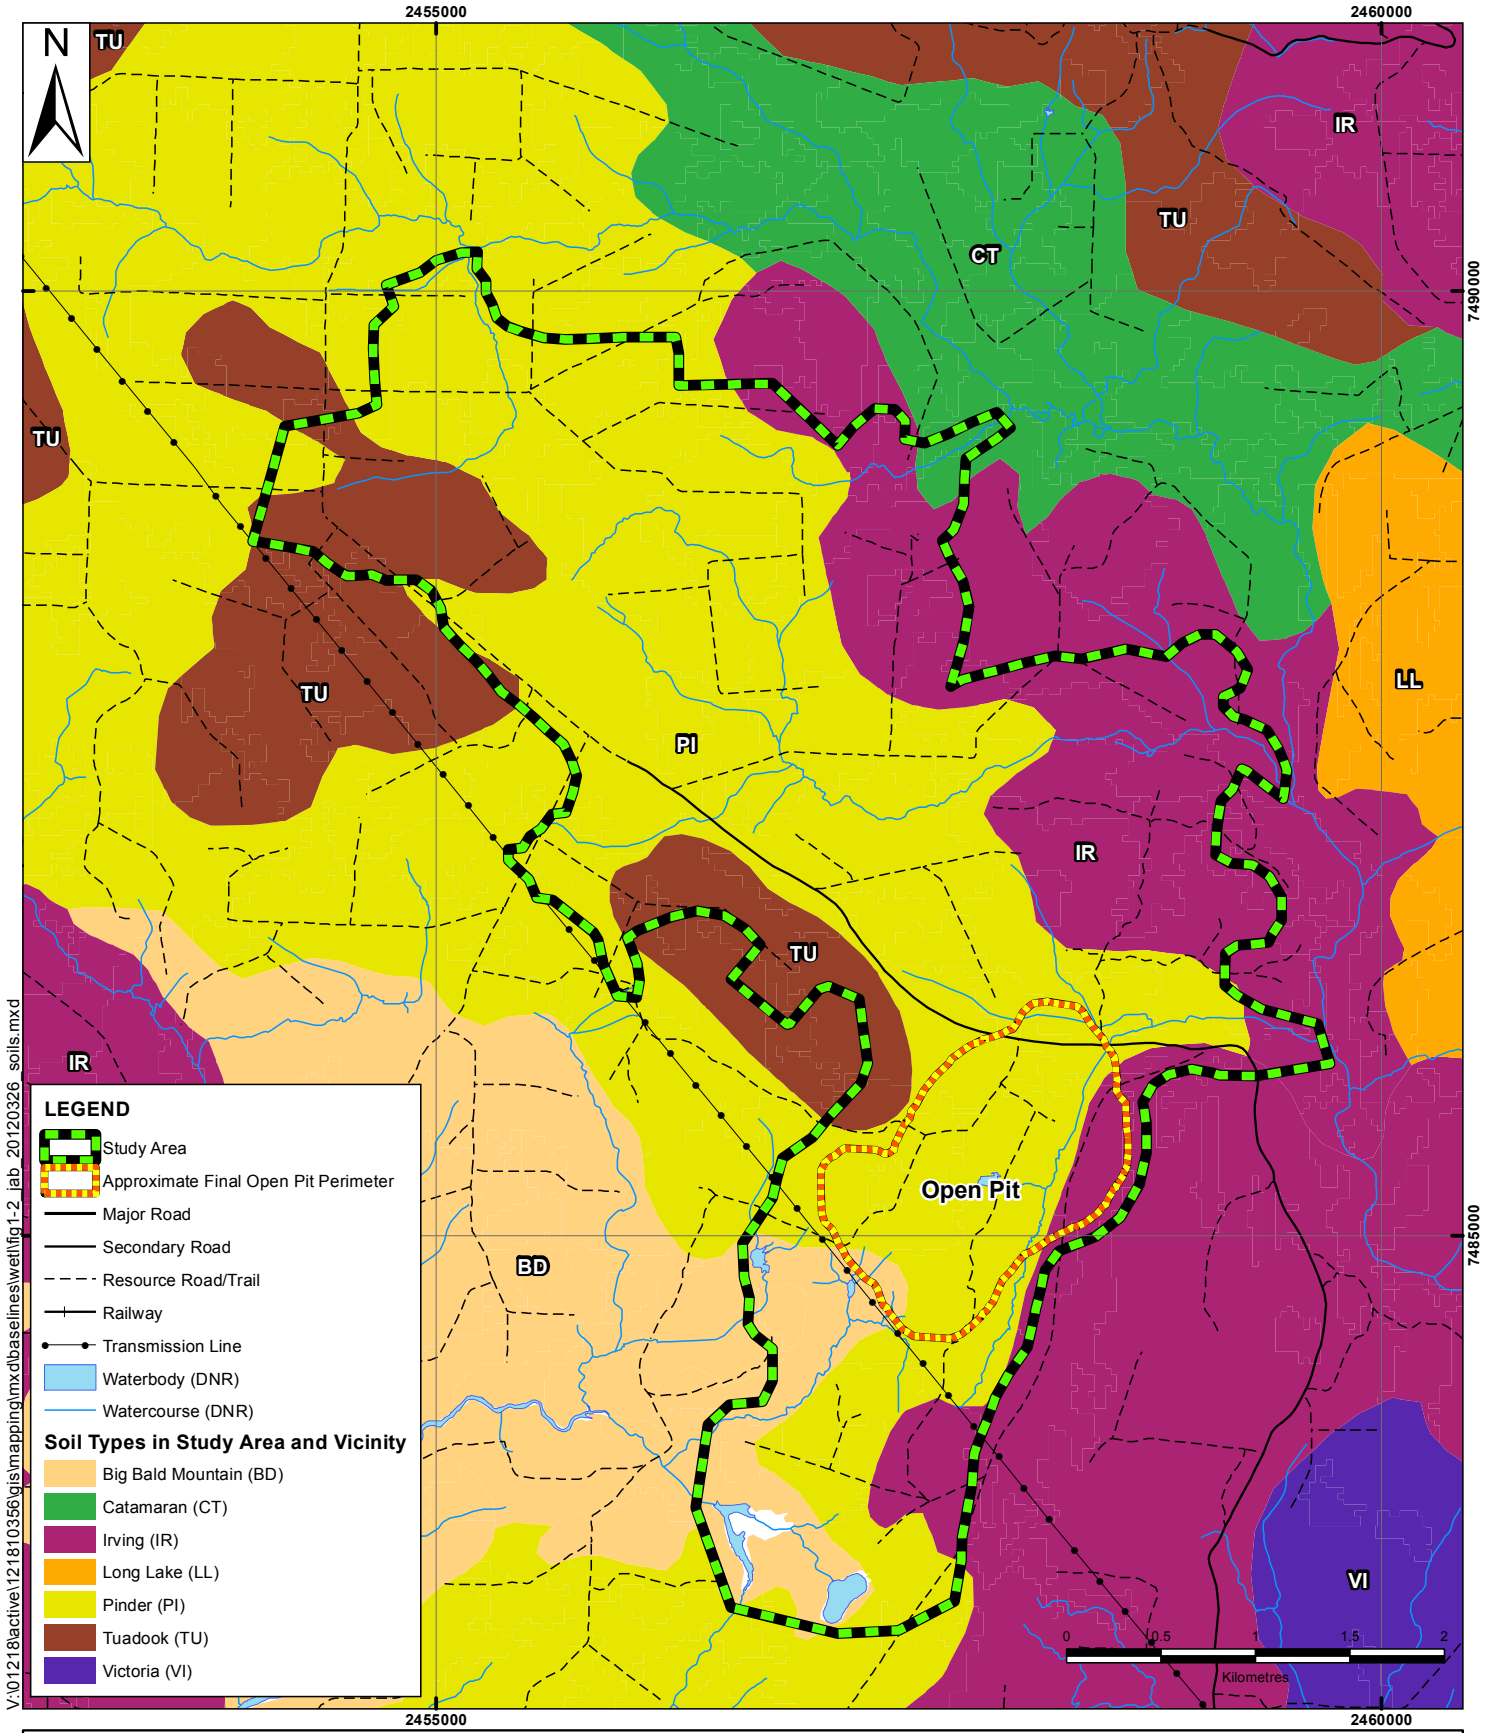 2455000
2460000
N
TU
IR
TU
CT
7490000
TU
LL
TU
PI
IR
TU
IR
Open Pit
7485000
BD
VI
LEGEND
Study Area
Approximate Final Open Pit Perimeter
Major Road
Secondary Road
Resource Road/Trail
Railway
Transmission Line
Waterbody (DNR)
Watercourse (DNR)
Soil Types in Study Area and Vicinity
Big Bald Mountain (BD)
Catamaran (CT)
Irving (IR)
Long Lake (LL)
Pinder (PI)
Tuadook (TU)
Victoria (VI)
0 0.5 1 1.5 2
Kilometres
2455000
2460000
V:\01218\active\121810356\gis\mapping\mxd\baselines\wetl\fig1-2_jab_20120326_soils.mxd